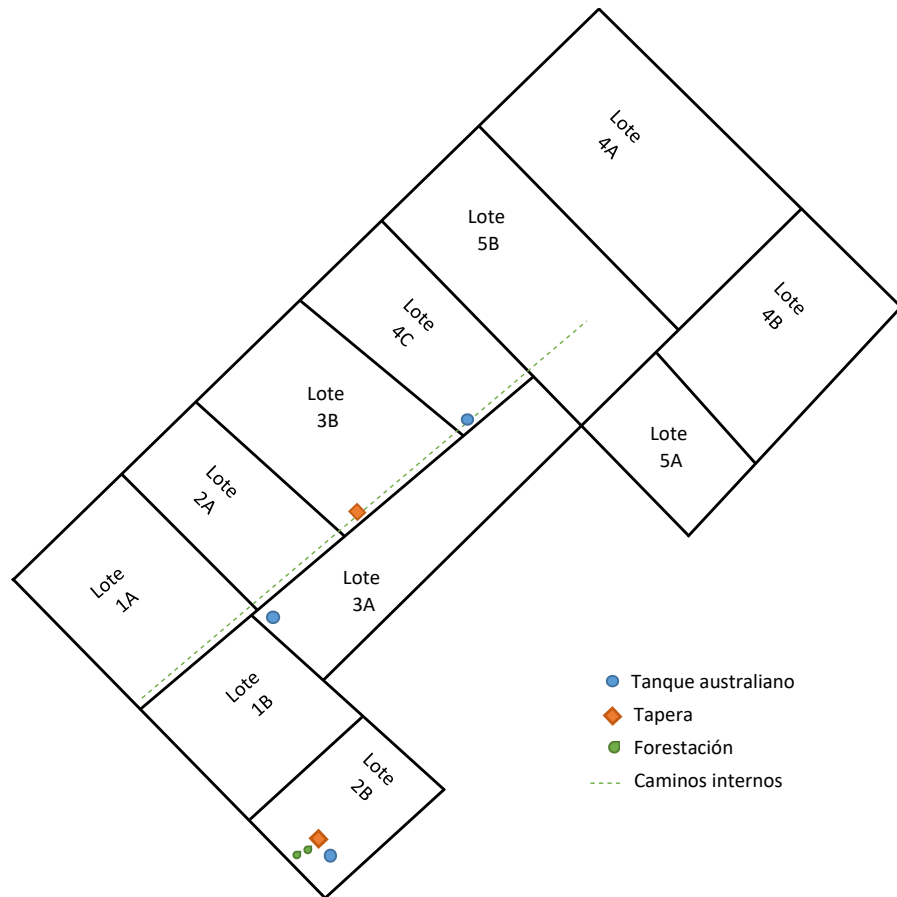 Lote
4A
Lote
5B
Lote
4B
Lote
4C
Lote
3B
Lote
5A
Lote
2A
Lote
3A
Lote
1A
Lote
1B
Lote
2B
Tanque australiano
Tapera
Forestación
Caminos internos